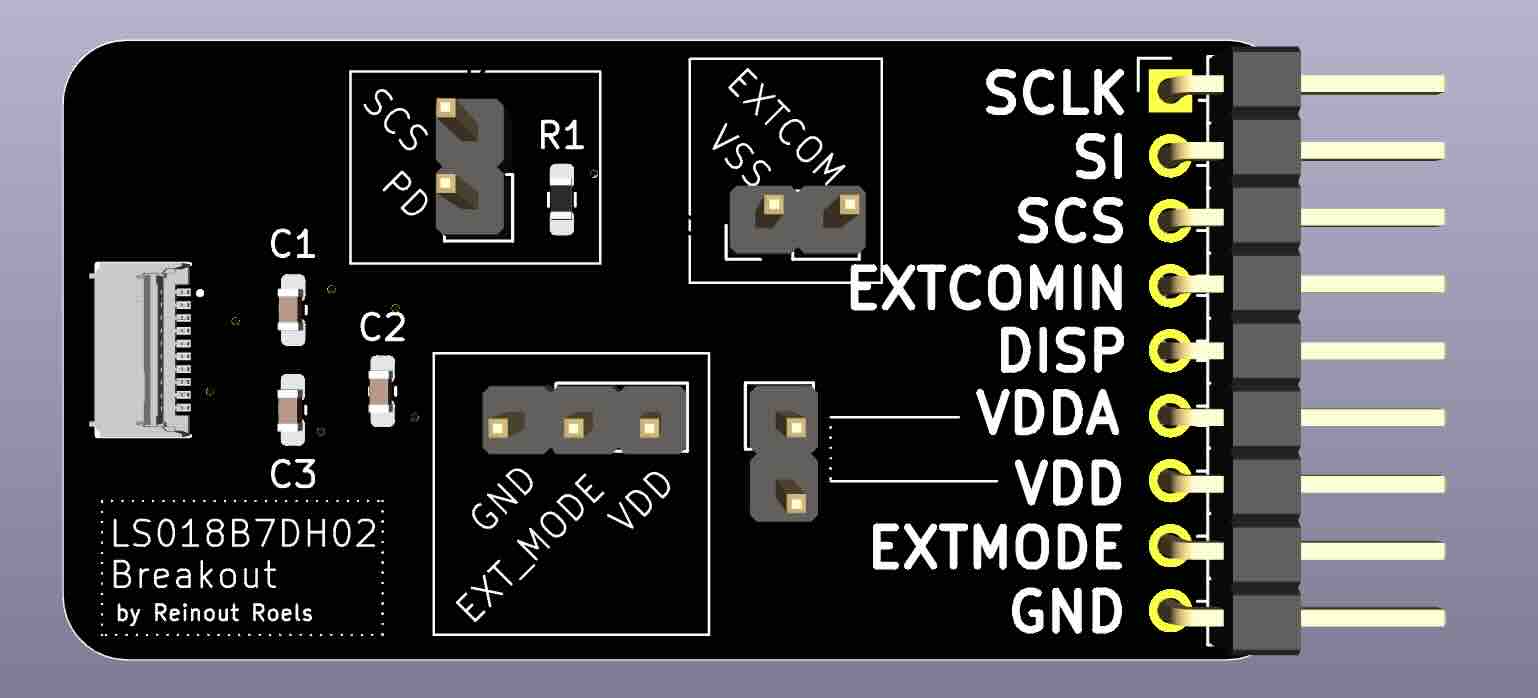 SCS
PD
R1
EXTCOM
VSS
C1
C2
C3
GND
EXT_MODE
VDD
LS018B7DH02
Breakout
by Reinout Roels
SCLK
SI
SCS
EXTCOMIN
DISP
VDDA
VDD
EXTMODE
GND